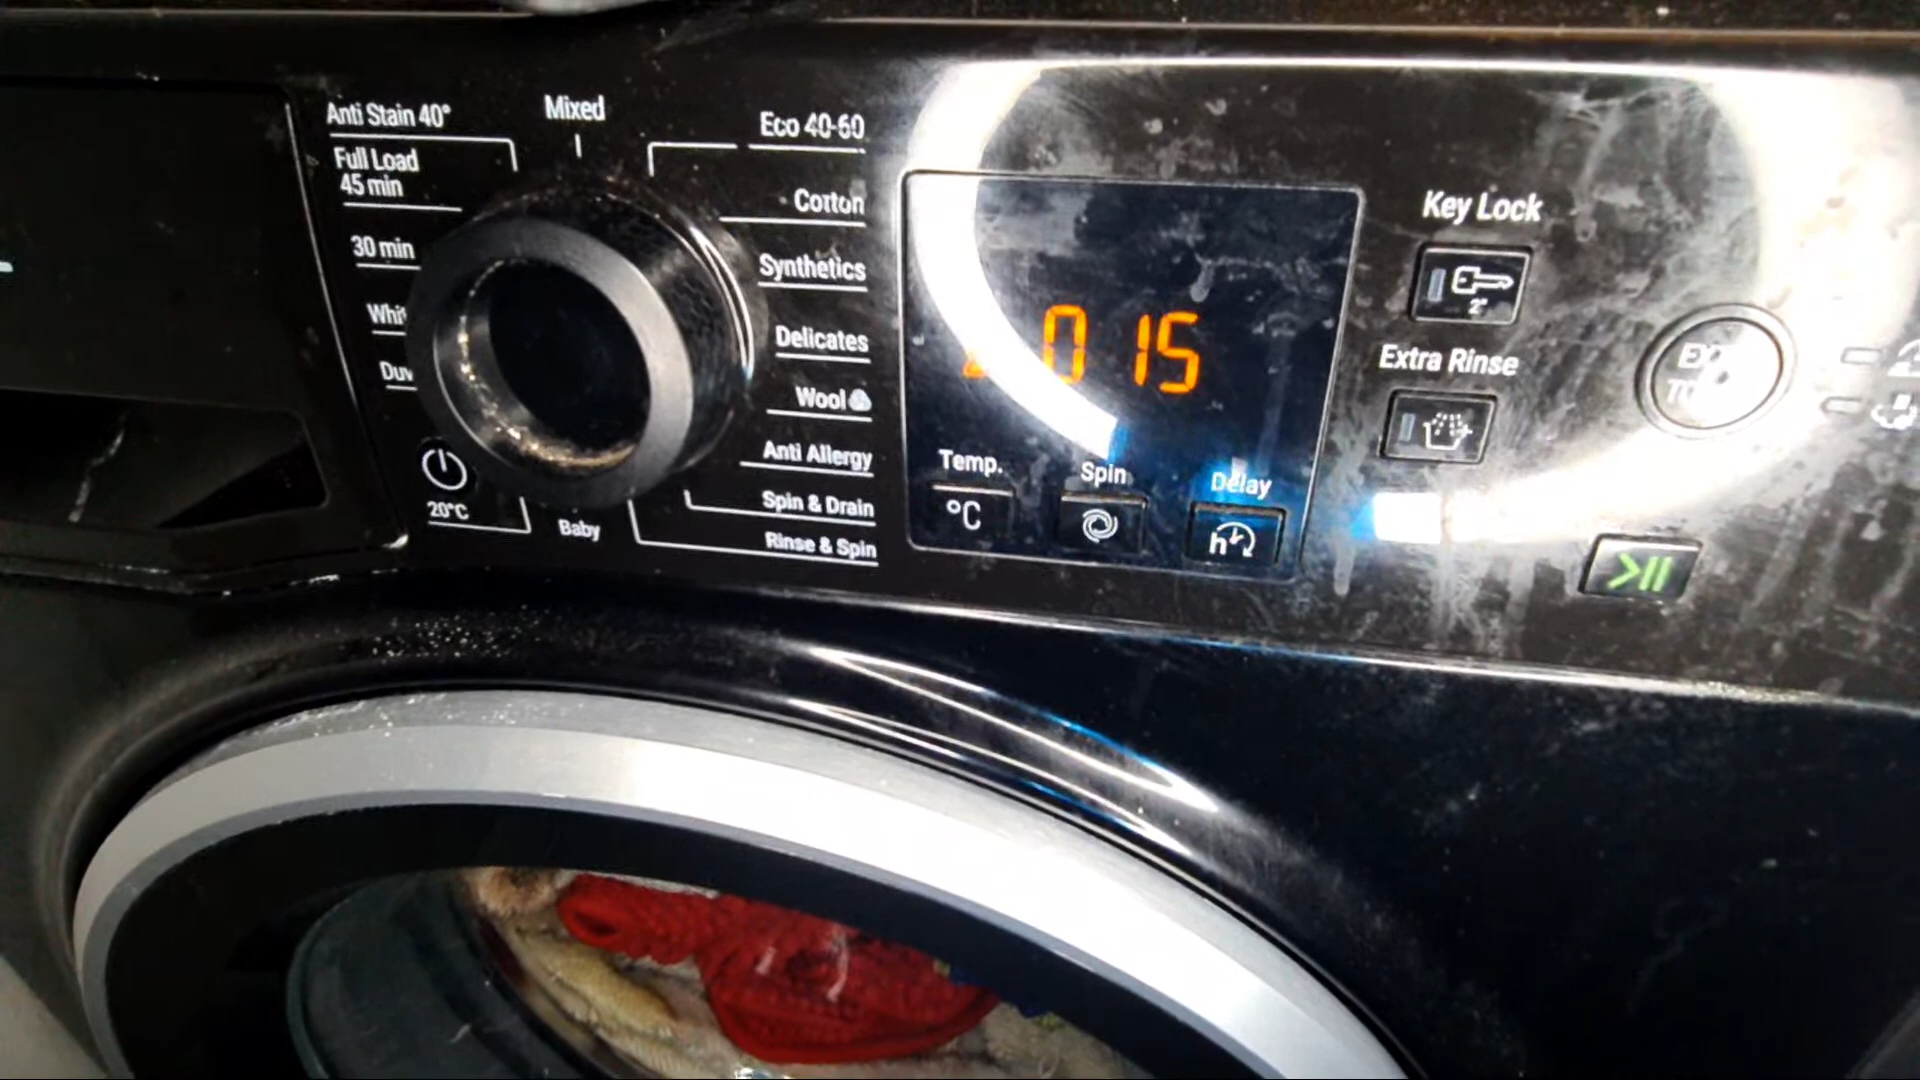 Anti Stain 40°
Mixed
Eco 40-60
Full Load
45 min
Cotton
30 min
Synthetics
Delicates
Wool
Anti Allergy
Spin & Drain
20°C
Baby
Rinse & Spin
0 15
Temp.
Spin
Delay
°C
h
Key Lock
2"
Extra Rinse